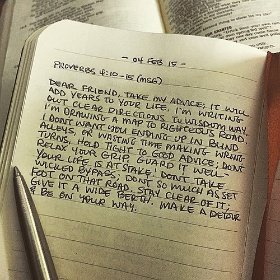 - 04 FEB 15 -
PROVERBS 4:10-15 (MSG)
DEAR FRIEND, TAKE MY ADVICE; IT WILL
ADD YEARS TO YOUR LIFE. I'M WRITING
OUT CLEAR DIRECTIONS TO WISDOM WAY,
I'M DRAWING A MAP TO RIGHTEOUS ROAD.
I DON'T WANT YOU ENDING UP IN BLIND
ALLEYS, OR WASTING TIME MAKING WRONG
TURNS. HOLD TIGHT TO GOOD ADVICE; DON'T
RELAX YOUR GRIP. GUARD IT WELL-
YOUR LIFE IS AT STAKE! DON'T TAKE
WICKED BYPASS; DON'T SO MUCH AS SET
FOOT ON THAT ROAD. STAY CLEAR OF IT;
GIVE IT A WIDE BERTH. MAKE A DETOUR
& BE ON YOUR WAY.